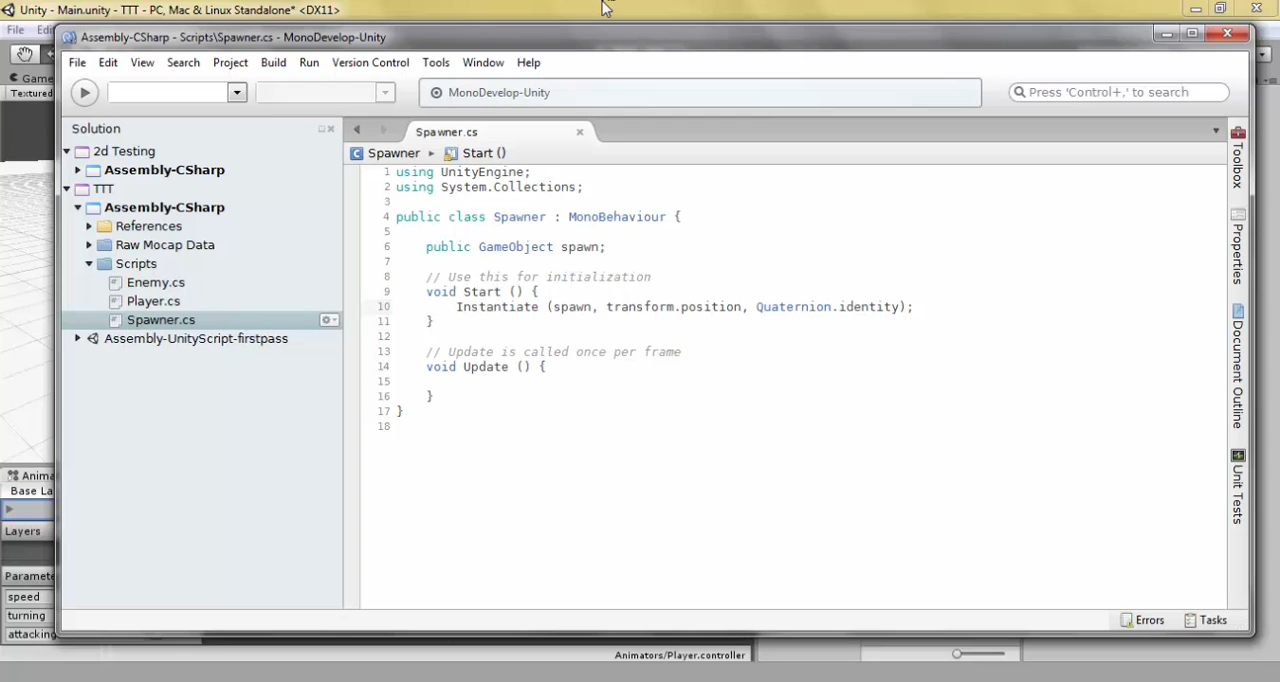 Unity - Main.unity - TTT - PC, Mac & Linux Standalone* <DX11>
File
Assembly-CSharp - Scripts\Spawner.cs - MonoDevelop-Unity
File Edit View Search Project Build Run Version Control Tools Window Help
MonoDevelop-Unity
Press 'Control+,' to search
Textured
Solution
2d Testing
Assembly-CSharp
TTT
Assembly-CSharp
References
Raw Mocap Data
Scripts
Enemy.cs
Player.cs
Spawner.cs
Assembly-UnityScript-firstpass
Spawner.cs
Spawner Start ()
1 using UnityEngine;
2 using System.Collections;
3
4 public class Spawner : MonoBehaviour {
5
6 public GameObject spawn;
7
8 // Use this for initialization
9 void Start () {
10 Instantiate (spawn, transform.position, Quaternion.identity);
11 }
12
13 // Update is called once per frame
14 void Update () {
15
16 }
17 }
18
Toolbox
Properties
Document Outline
Unit Tests
Layers
speed
turning
attacking
Errors Tasks
Animators/Player.controller